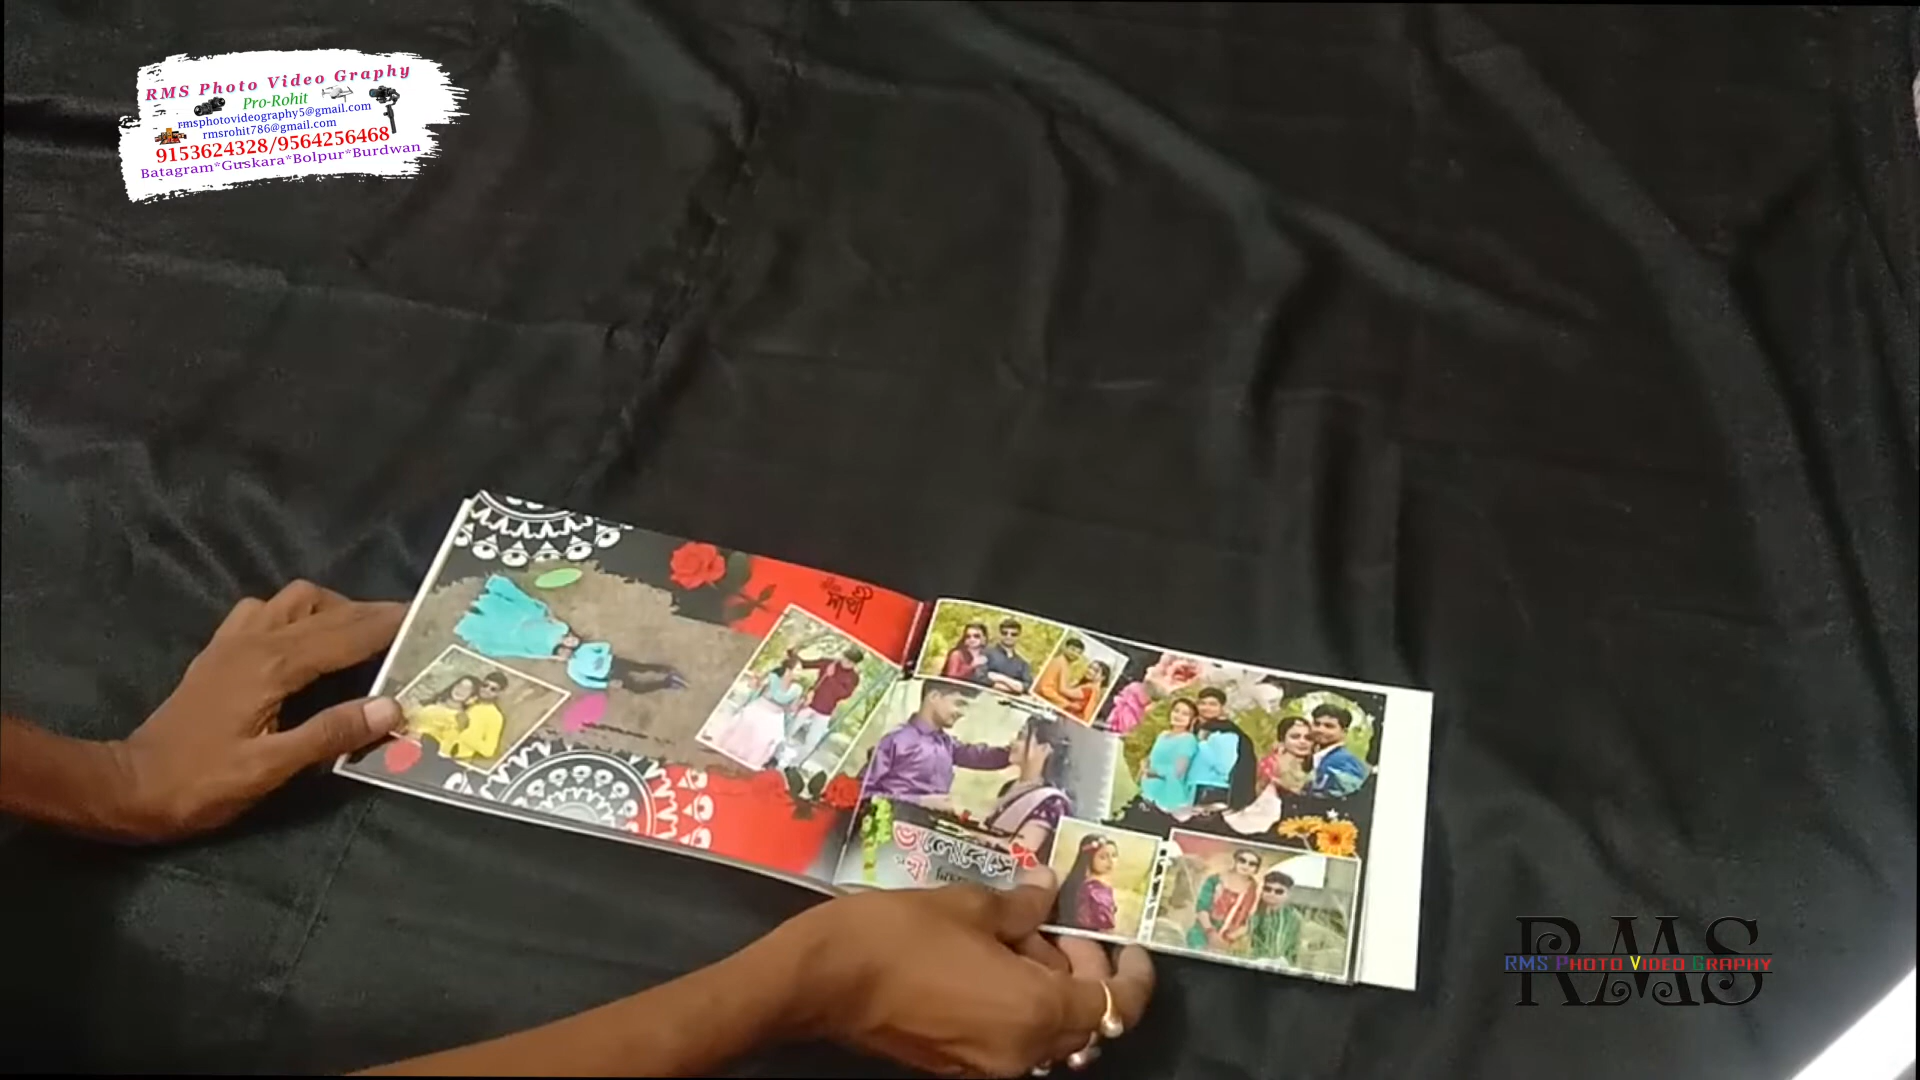 RMS Photo Video Graphy
Pro-Rohit
rmsphotovideography5@gmail.com
rmsrohit786@gmail.com
9153624328/9564256468
Batagram*Guskara*Bolpur*Burdwan
সাথী
ভালোবেসে
সখী
RMS
RMS PHOTO VIDEO GRAPHY